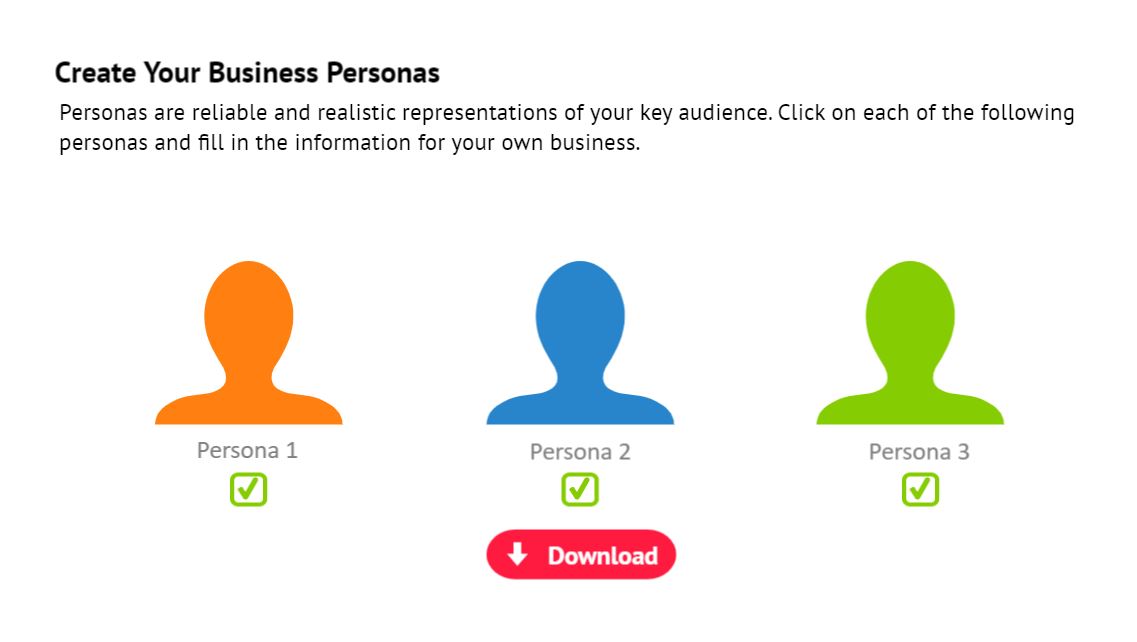 Create Your Business Personas
Personas are reliable and realistic representations of your key audience. Click on each of the following
personas and fill in the information for your own business.
Persona 1
Persona 2
Persona 3
Download